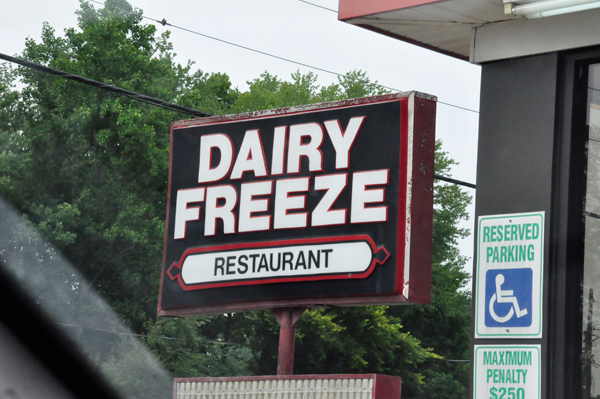 DAIRY
FREEZE
RESTAURANT
RESERVED
PARKING
MAXIMUM
PENALTY
$250